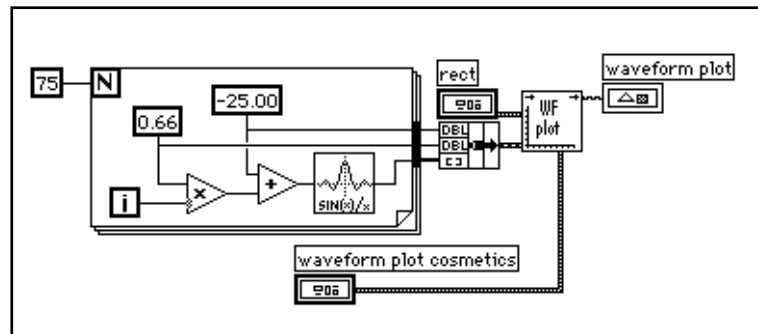 75
N
-25.00
0.66
i
x
+
SIN(x)/x
DBL
DBL
[ ]
rect
WF
plot
waveform plot
waveform plot cosmetics